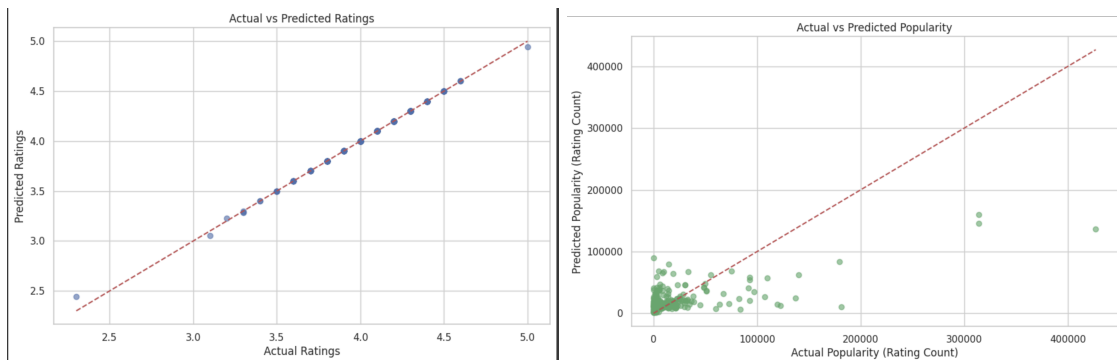 Actual vs Predicted Ratings
Predicted Ratings
5.0
4.5
4.0
3.5
3.0
2.5
2.5 3.0 3.5 4.0 4.5 5.0
Actual Ratings
Actual vs Predicted Popularity
Predicted Popularity (Rating Count)
400000
300000
200000
100000
0
0 100000 200000 300000 400000
Actual Popularity (Rating Count)